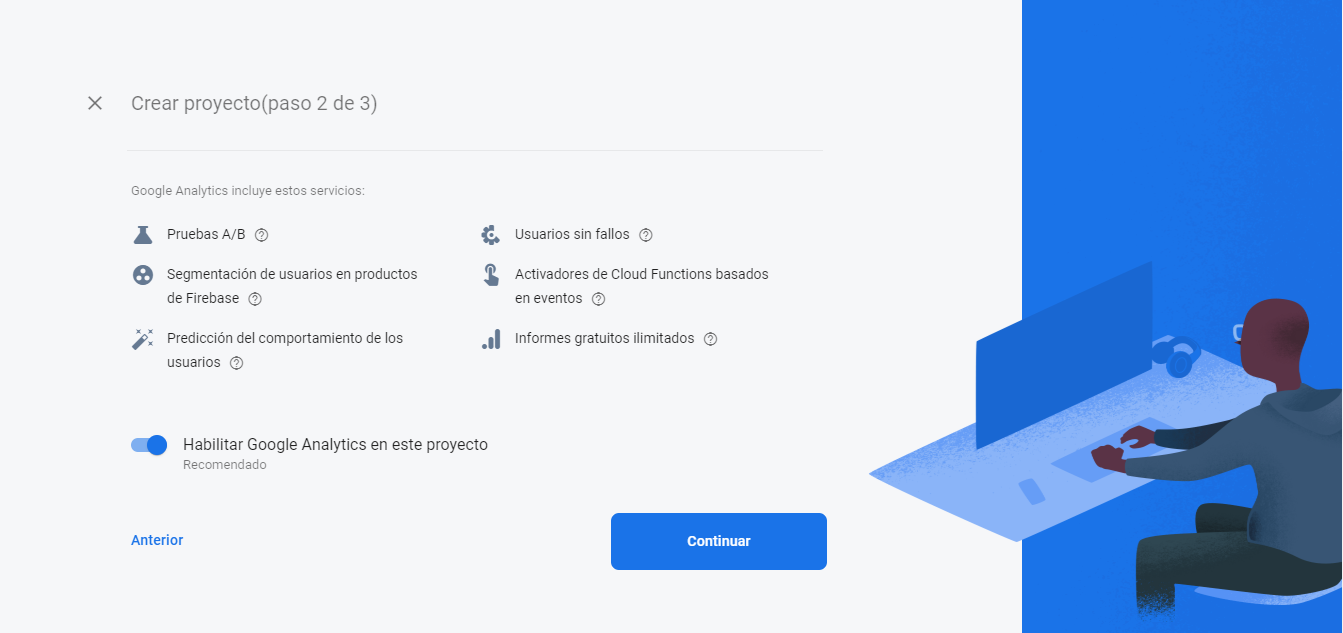 Crear proyecto(paso 2 de 3)
Google Analytics incluye estos servicios:
Pruebas A/B
Usuarios sin fallos
Segmentación de usuarios en productos
de Firebase
Activadores de Cloud Functions basados
en eventos
Predicción del comportamiento de los
usuarios
Informes gratuitos ilimitados
Habilitar Google Analytics en este proyecto
Recomendado
Anterior
Continuar